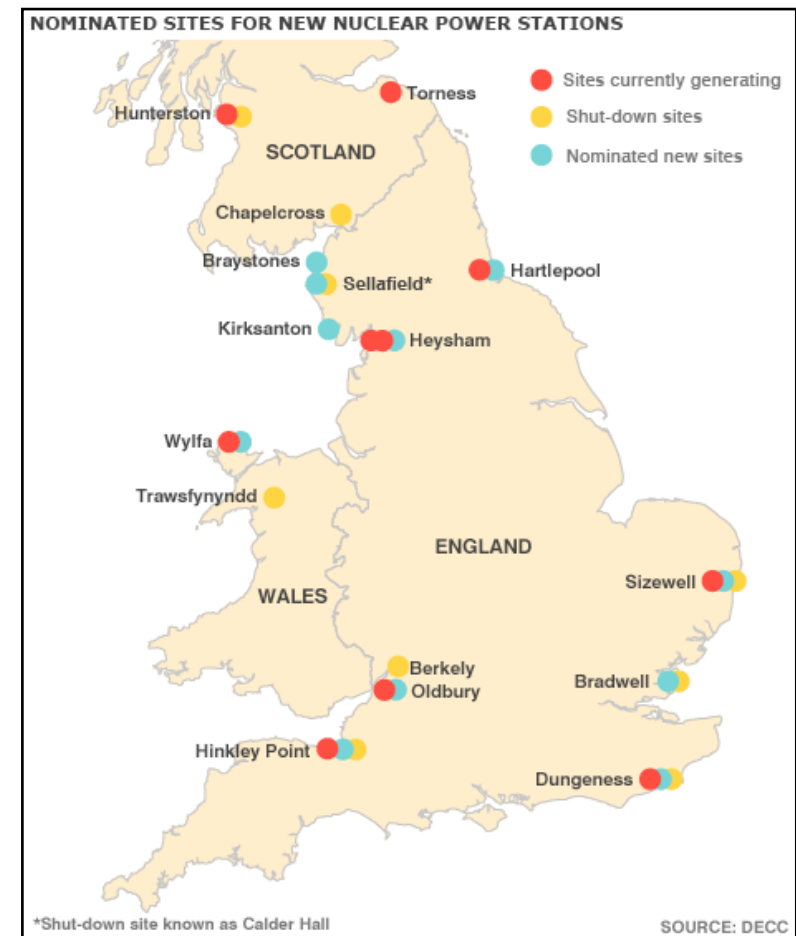 NOMINATED SITES FOR NEW NUCLEAR POWER STATIONS
Sites currently generating
Torness
Hunterston
Shut-down sites
SCOTLAND
Nominated new sites
Chapelcross
Braystones
Hartlepool
Sellafield*
Kirksanton
Heysham
Wylfa
Trawsfynyndd
ENGLAND
Sizewell
WALES
Berkely
Bradwell
Oldbury
Hinkley Point
Dungeness
*Shut-down site known as Calder Hall
SOURCE: DECC